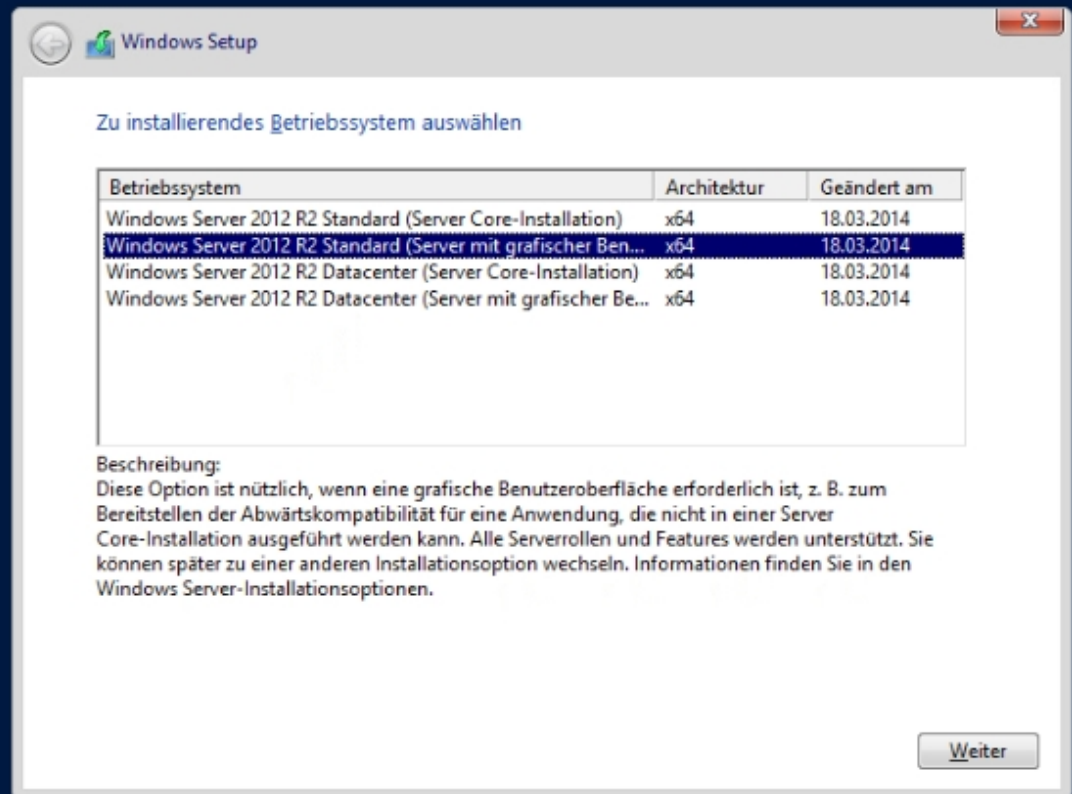 Windows Setup
Zu installierendes Betriebssystem auswählen
Betriebssystem Architektur Geändert am
Windows Server 2012 R2 Standard (Server Core-Installation) x64 18.03.2014
Windows Server 2012 R2 Standard (Server mit grafischer Ben... x64 18.03.2014
Windows Server 2012 R2 Datacenter (Server Core-Installation) x64 18.03.2014
Windows Server 2012 R2 Datacenter (Server mit grafischer Be... x64 18.03.2014
Beschreibung:
Diese Option ist nützlich, wenn eine grafische Benutzeroberfläche erforderlich ist, z. B. zum
Bereitstellen der Abwärtskompatibilität für eine Anwendung, die nicht in einer Server
Core-Installation ausgeführt werden kann. Alle Serverrollen und Features werden unterstützt. Sie
können später zu einer anderen Installationsoption wechseln. Informationen finden Sie in den
Windows Server-Installationsoptionen.
Weiter